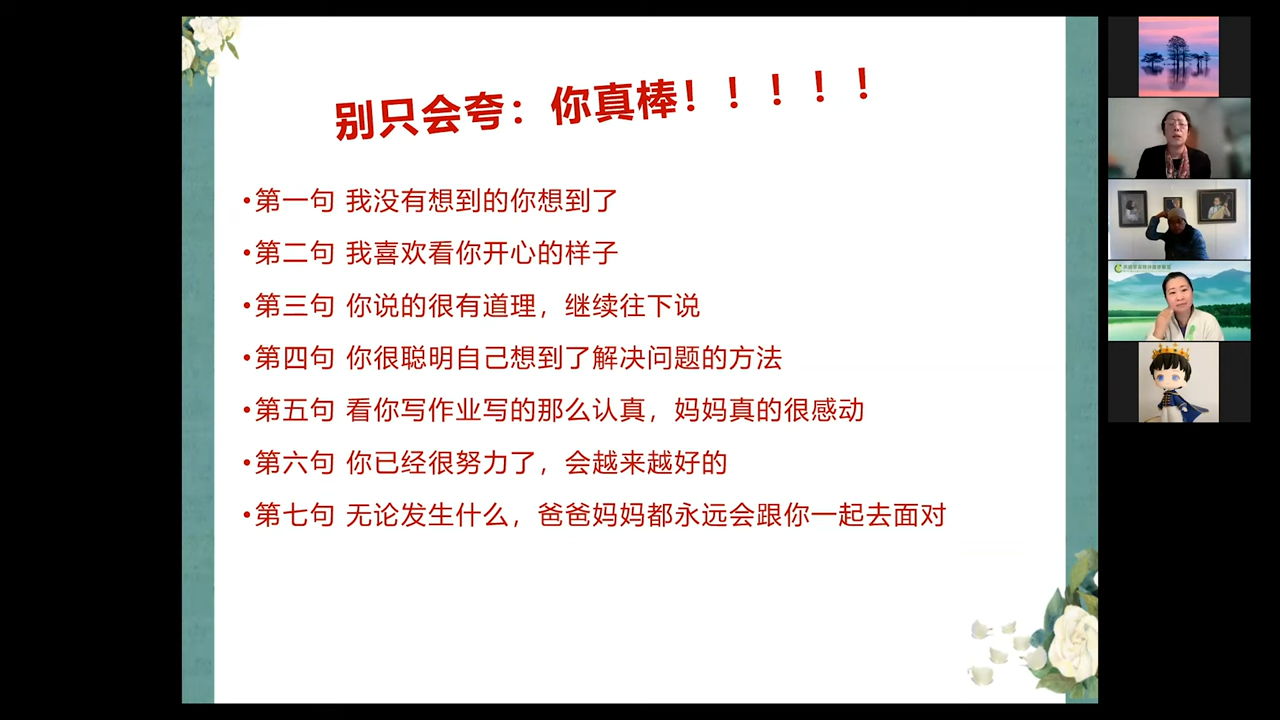 别只会夸：你真棒！！！！！
•第一句 我没有想到的你想到了
•第二句 我喜欢看你开心的样子
•第三句 你说的很有道理，继续往下说
•第四句 你很聪明自己想到了解决问题的方法
•第五句 看你写作业写的那么认真，妈妈真的很感动
•第六句 你已经很努力了，会越来越好的
•第七句 无论发生什么，爸爸妈妈都永远会跟你一起去面对